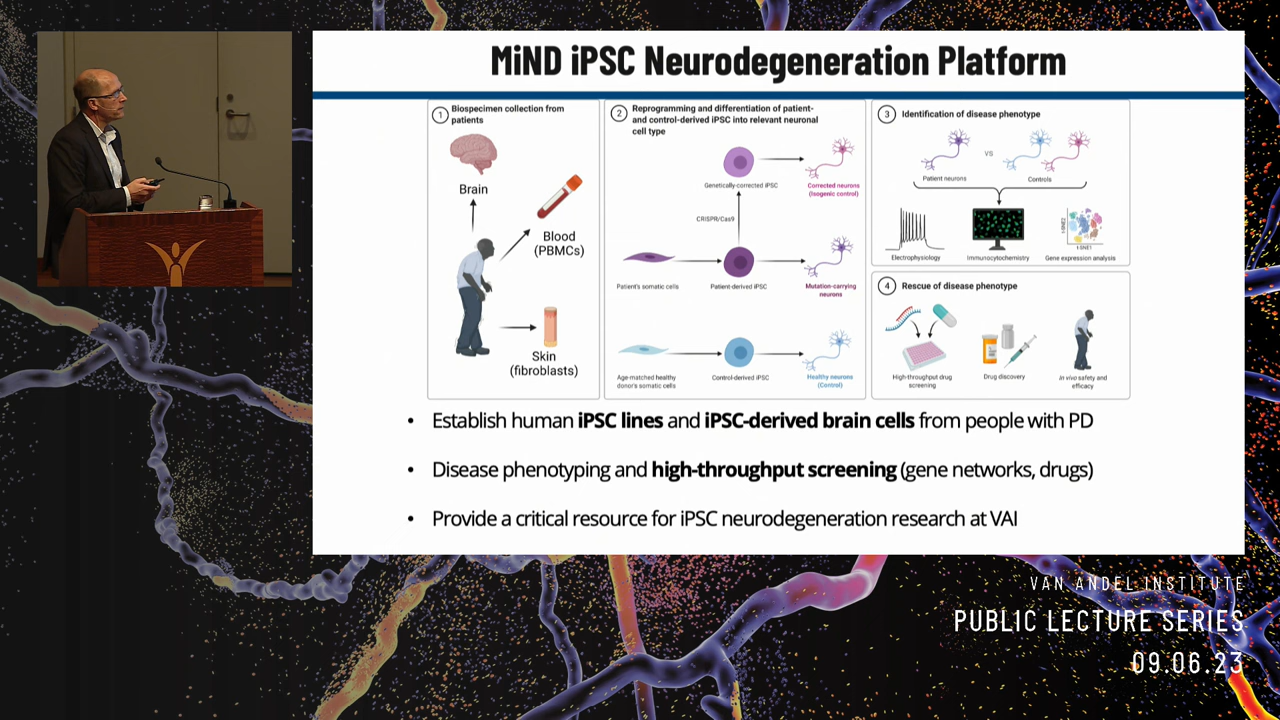 MiND iPSC Neurodegeneration Platform
1
Biospecimen collection from
patients
Brain
Blood
(PBMCs)
Skin
(fibroblasts)
2
Reprogramming and differentiation of patient-
and control-derived iPSC into relevant neuronal
cell type
Genetically-corrected iPSC
Corrected neurons
(Isogenic control)
CRISPR/Cas9
Patient's somatic cells
Patient-derived iPSC
Mutation-carrying
neurons
Age-matched healthy
donor's somatic cells
Control-derived iPSC
Healthy neurons
(Control)
3
Identification of disease phenotype
VS
Patient neurons
Controls
t-SNE2
t-SNE1
Electrophysiology
Immunocytochemistry
Gene expression analysis
4
Rescue of disease phenotype
High-throughput drug
screening
Drug discovery
In vivo safety and
efficacy
• Establish human iPSC lines and iPSC-derived brain cells from people with PD
• Disease phenotyping and high-throughput screening (gene networks, drugs)
• Provide a critical resource for iPSC neurodegeneration research at VAI
VAN ANDEL INSTITUTE
PUBLIC LECTURE SERIES
09.06.23